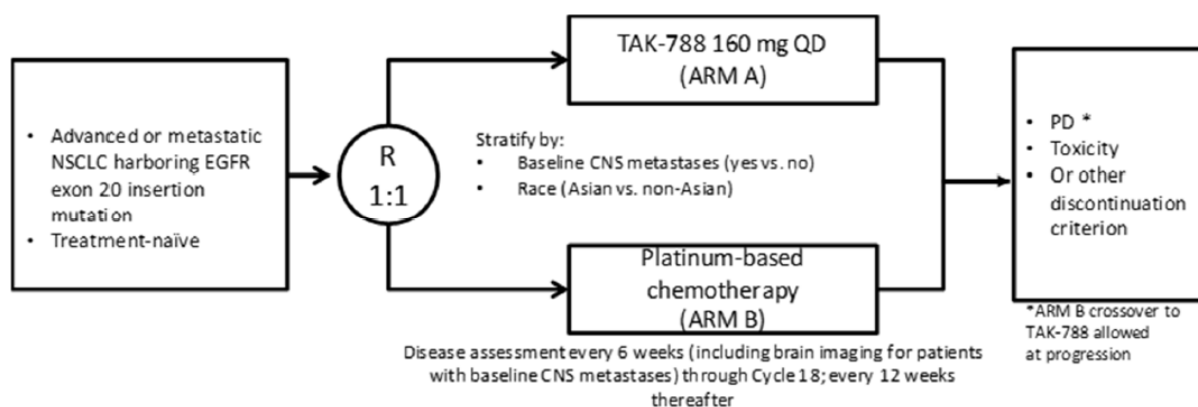 • Advanced or metastatic
NSCLC harboring EGFR
exon 20 insertion
mutation
• Treatment-naïve
R
1:1
TAK-788 160 mg QD
(ARM A)
Stratify by:
• Baseline CNS metastases (yes vs. no)
• Race (Asian vs. non-Asian)
Platinum-based
chemotherapy
(ARM B)
Disease assessment every 6 weeks (including brain imaging for patients
with baseline CNS metastases) through Cycle 18; every 12 weeks
thereafter
• PD *
• Toxicity
• Or other
discontinuation
criterion
*ARM B crossover to
TAK-788 allowed
at progression